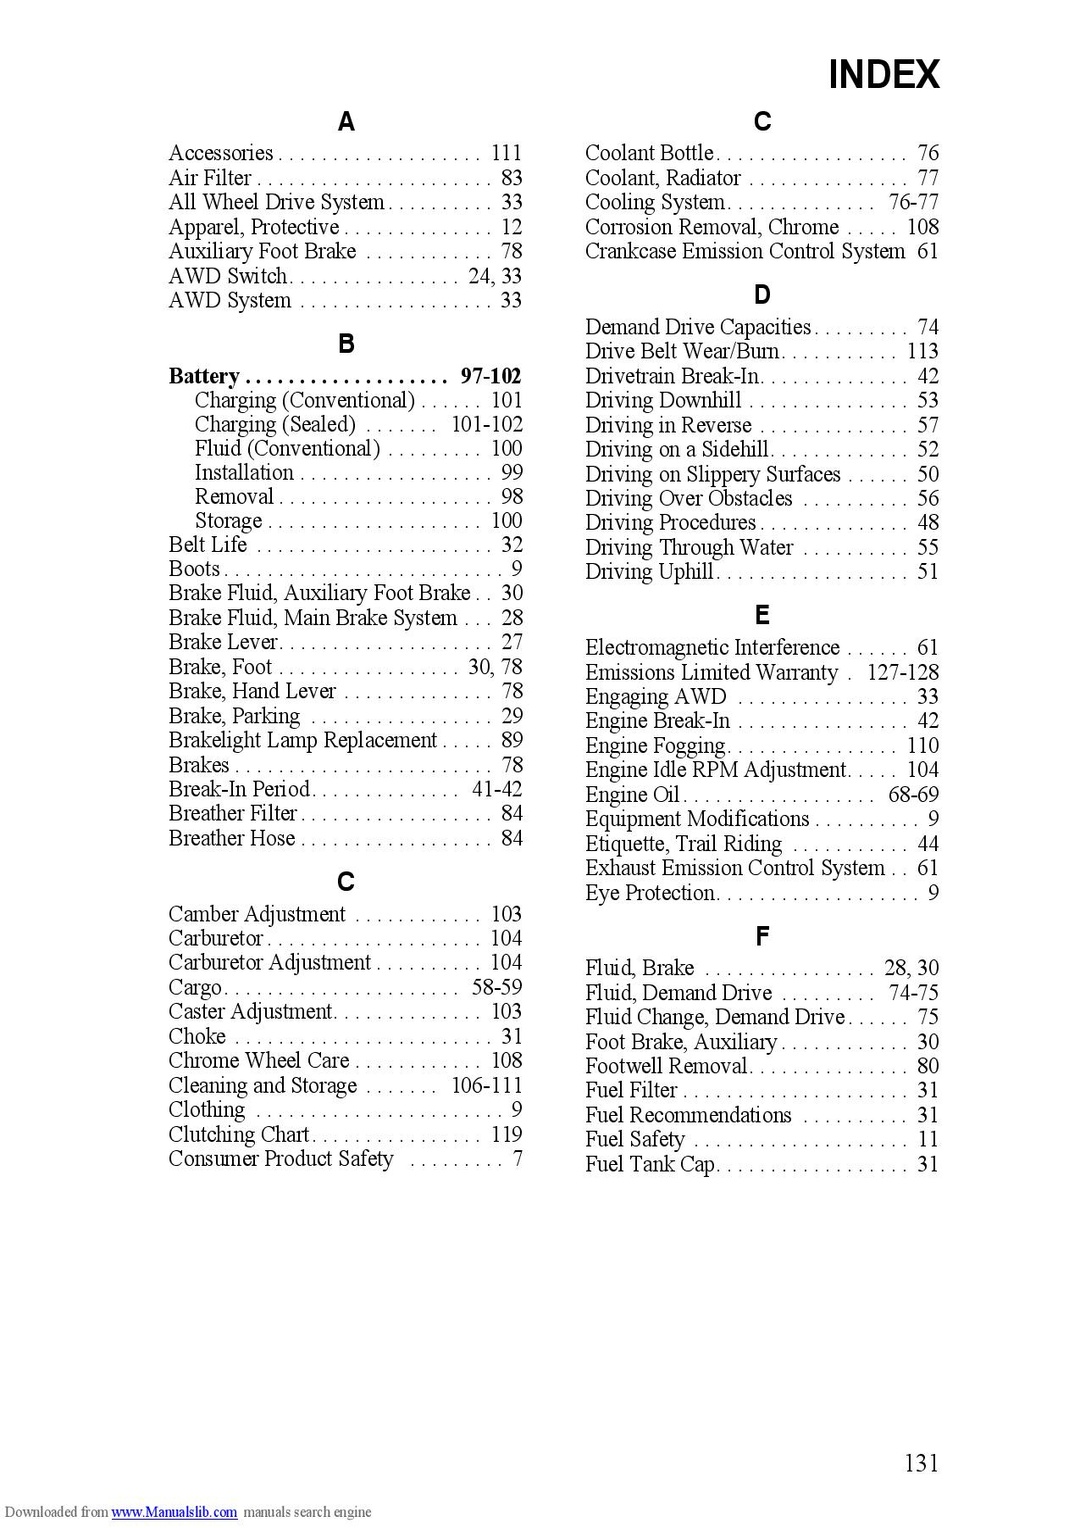 INDEX
A
Accessories . . . . . . . . . . . . . . . . . . . 111
Air Filter . . . . . . . . . . . . . . . . . . . . . . 83
All Wheel Drive System . . . . . . . . . . 33
Apparel, Protective . . . . . . . . . . . . . . 12
Auxiliary Foot Brake . . . . . . . . . . . . 78
AWD Switch . . . . . . . . . . . . . . . . 24, 33
AWD System . . . . . . . . . . . . . . . . . . 33
B
Battery . . . . . . . . . . . . . . . . . . . 97-102
Charging (Conventional) . . . . . . 101
Charging (Sealed) . . . . . . . 101-102
Fluid (Conventional) . . . . . . . . . 100
Installation . . . . . . . . . . . . . . . . . . 99
Removal . . . . . . . . . . . . . . . . . . . . 98
Storage . . . . . . . . . . . . . . . . . . . . 100
Belt Life . . . . . . . . . . . . . . . . . . . . . . 32
Boots . . . . . . . . . . . . . . . . . . . . . . . . . . 9
Brake Fluid, Auxiliary Foot Brake . . 30
Brake Fluid, Main Brake System . . . 28
Brake Lever . . . . . . . . . . . . . . . . . . . . 27
Brake, Foot . . . . . . . . . . . . . . . . . 30, 78
Brake, Hand Lever . . . . . . . . . . . . . . 78
Brake, Parking . . . . . . . . . . . . . . . . . 29
Brakelight Lamp Replacement . . . . . 89
Brakes . . . . . . . . . . . . . . . . . . . . . . . . 78
Break-In Period . . . . . . . . . . . . . . 41-42
Breather Filter . . . . . . . . . . . . . . . . . . 84
Breather Hose . . . . . . . . . . . . . . . . . . 84
C
Camber Adjustment . . . . . . . . . . . . 103
Carburetor . . . . . . . . . . . . . . . . . . . . 104
Carburetor Adjustment . . . . . . . . . . 104
Cargo . . . . . . . . . . . . . . . . . . . . . . 58-59
Caster Adjustment . . . . . . . . . . . . . . 103
Choke . . . . . . . . . . . . . . . . . . . . . . . . 31
Chrome Wheel Care . . . . . . . . . . . . 108
Cleaning and Storage . . . . . . . 106-111
Clothing . . . . . . . . . . . . . . . . . . . . . . . 9
Clutching Chart . . . . . . . . . . . . . . . . 119
Consumer Product Safety . . . . . . . . . 7
C
Coolant Bottle . . . . . . . . . . . . . . . . . . 76
Coolant, Radiator . . . . . . . . . . . . . . . 77
Cooling System . . . . . . . . . . . . . . 76-77
Corrosion Removal, Chrome . . . . . 108
Crankcase Emission Control System 61
D
Demand Drive Capacities . . . . . . . . . 74
Drive Belt Wear/Burn . . . . . . . . . . . 113
Drivetrain Break-In . . . . . . . . . . . . . . 42
Driving Downhill . . . . . . . . . . . . . . . 53
Driving in Reverse . . . . . . . . . . . . . . 57
Driving on a Sidehill . . . . . . . . . . . . . 52
Driving on Slippery Surfaces . . . . . . 50
Driving Over Obstacles . . . . . . . . . . 56
Driving Procedures . . . . . . . . . . . . . . 48
Driving Through Water . . . . . . . . . . 55
Driving Uphill . . . . . . . . . . . . . . . . . . 51
E
Electromagnetic Interference . . . . . . 61
Emissions Limited Warranty . 127-128
Engaging AWD . . . . . . . . . . . . . . . . 33
Engine Break-In . . . . . . . . . . . . . . . . 42
Engine Fogging . . . . . . . . . . . . . . . . 110
Engine Idle RPM Adjustment . . . . . 104
Engine Oil . . . . . . . . . . . . . . . . . . 68-69
Equipment Modifications . . . . . . . . . . 9
Etiquette, Trail Riding . . . . . . . . . . . 44
Exhaust Emission Control System . . 61
Eye Protection . . . . . . . . . . . . . . . . . . . 9
F
Fluid, Brake . . . . . . . . . . . . . . . . 28, 30
Fluid, Demand Drive . . . . . . . . . 74-75
Fluid Change, Demand Drive . . . . . . 75
Foot Brake, Auxiliary . . . . . . . . . . . . 30
Footwell Removal . . . . . . . . . . . . . . . 80
Fuel Filter . . . . . . . . . . . . . . . . . . . . . 31
Fuel Recommendations . . . . . . . . . . 31
Fuel Safety . . . . . . . . . . . . . . . . . . . . 11
Fuel Tank Cap . . . . . . . . . . . . . . . . . . 31
131
Downloaded from www.Manualslib.com manuals search engine